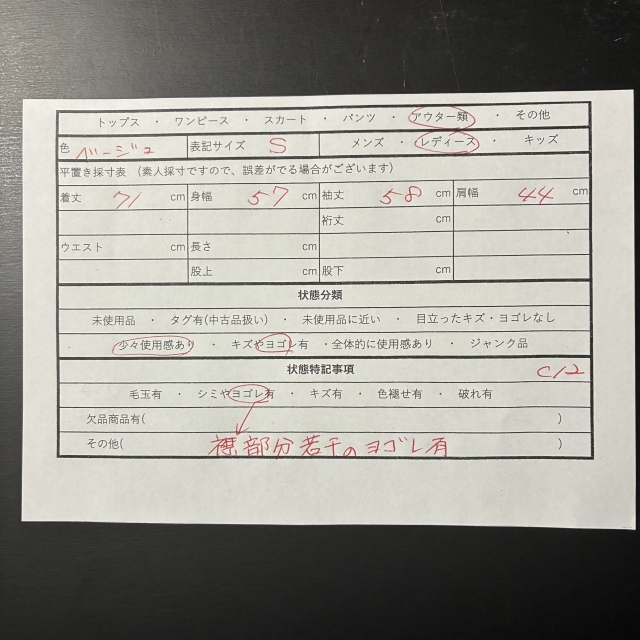 トップス ・ ワンピース ・ スカート ・ パンツ ・ アウター類 ・ その他
色 ベージュ 表記サイズ S メンズ ・ レディース ・ キッズ
平置き採寸表 (素人採寸ですので、誤差がでる場合がございます)
着丈 71 cm 身幅 57 cm 袖丈 58 cm 肩幅 44 cm
裄丈 cm
ウエスト cm 長さ cm
股上 cm 股下 cm
状態分類
未使用品 ・ タグ有(中古品扱い) ・ 未使用品に近い ・ 目立ったキズ・ヨゴレなし
少々使用感あり ・ キズやヨゴレ有 ・全体的に使用感あり ・ ジャンク品
状態特記事項 C12
毛玉有 ・ シミやヨゴレ有 ・ キズ有 ・ 色褪せ有 ・ 破れ有
欠品商品有( )
その他( 襟部分若干のヨゴレ有 )